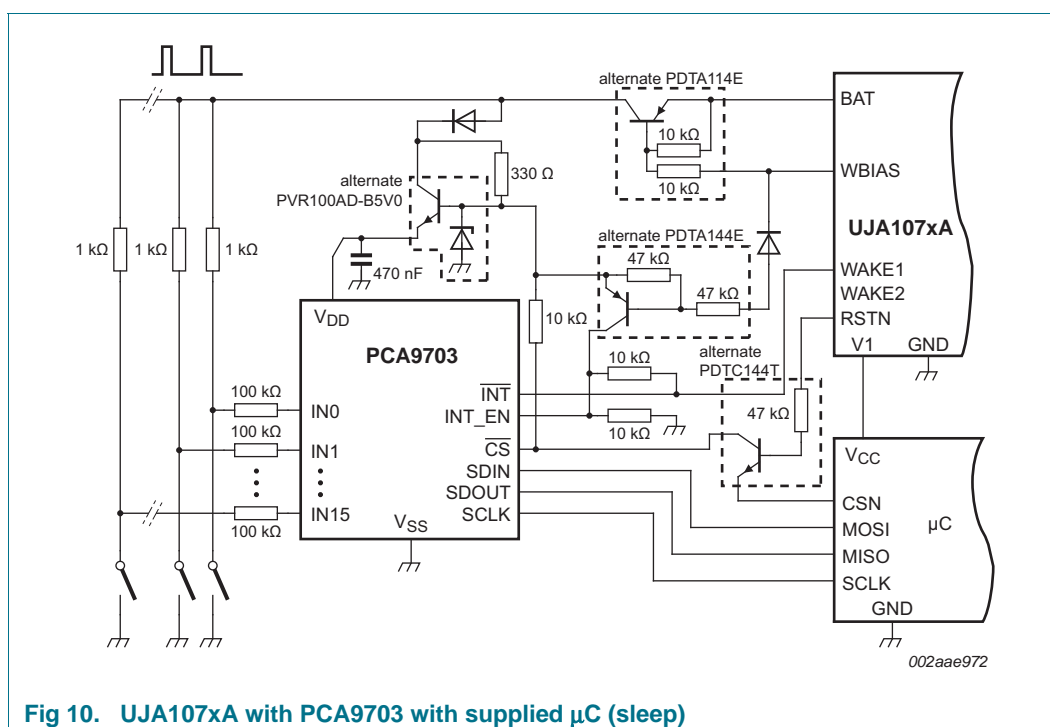 alternate PDTA114E
BAT
10 kΩ
10 kΩ
WBIAS
330 Ω
alternate
PVR100AD-B5V0
UJA107xA
alternate PDTA144E
1 kΩ
1 kΩ
1 kΩ
47 kΩ
47 kΩ
WAKE1
WAKE2
RSTN
470 nF
VDD
10 kΩ
V1
GND
PCA9703
10 kΩ
alternate
PDTC144T
INT
47 kΩ
100 kΩ
IN0
INT_EN
10 kΩ
100 kΩ
IN1
CS
VCC
SDIN
SDOUT
CSN
IN15
VSS
SCLK
μC
100 kΩ
MOSI
MISO
SCLK
GND
002aae972
Fig 10. UJA107xA with PCA9703 with supplied μC (sleep)